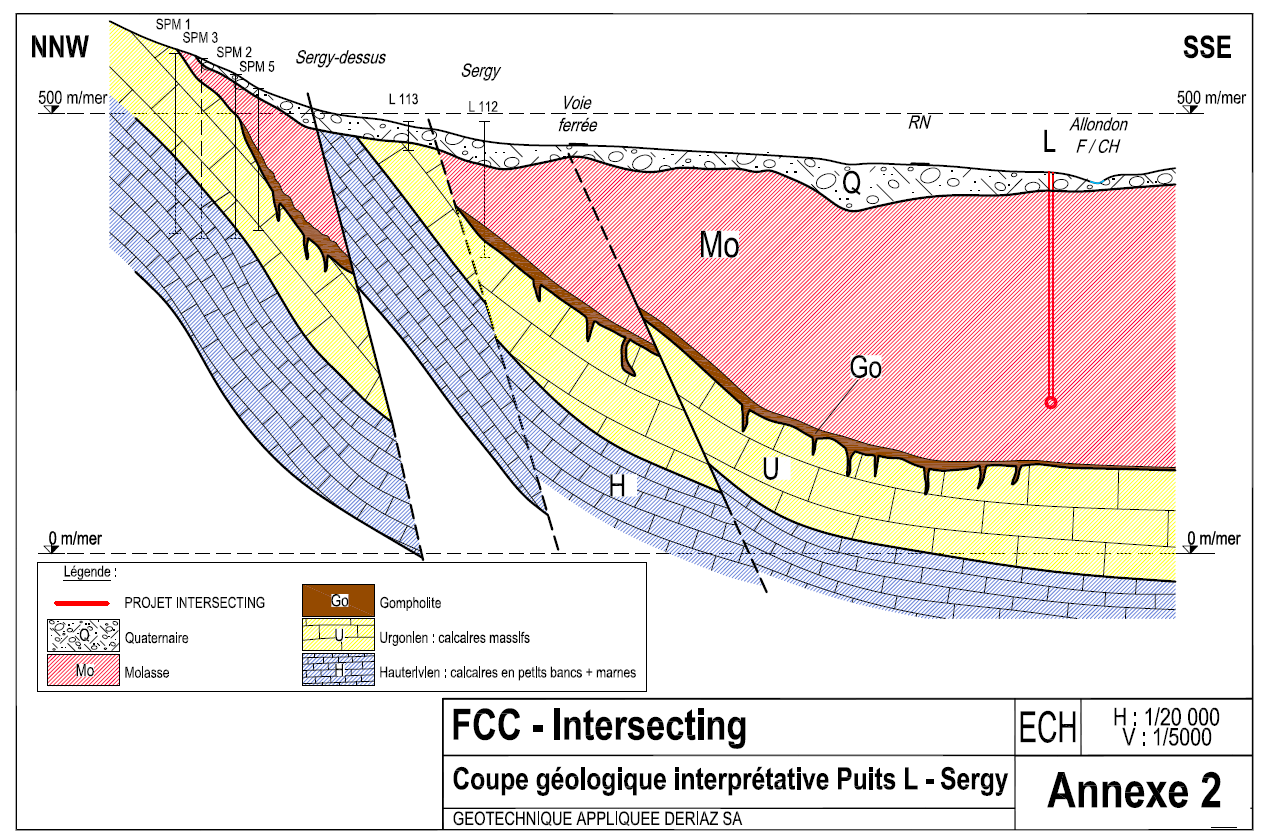 NNW
SPM 1
SPM 3
SPM 2
SPM 5
Sergy-dessus
Sergy
SSE
500 m/mer
L 113
L 112
Voie
ferrée
RN
L
Allondon
F / CH
500 m/mer
Q
Mo
Go
U
H
0 m/mer
0 m/mer
Légende :
PROJET INTERSECTING
Go
Gompholite
Q
Quaternaire
U
Urgonien : calcaires massifs
Mo
Molasse
H
Hauterivien : calcaires en petits bancs + marnes
FCC - Intersecting
ECH
H : 1/20 000
V : 1/5000
Coupe géologique interprétative Puits L - Sergy
Annexe 2
GEOTECHNIQUE APPLIQUEE DERIAZ SA